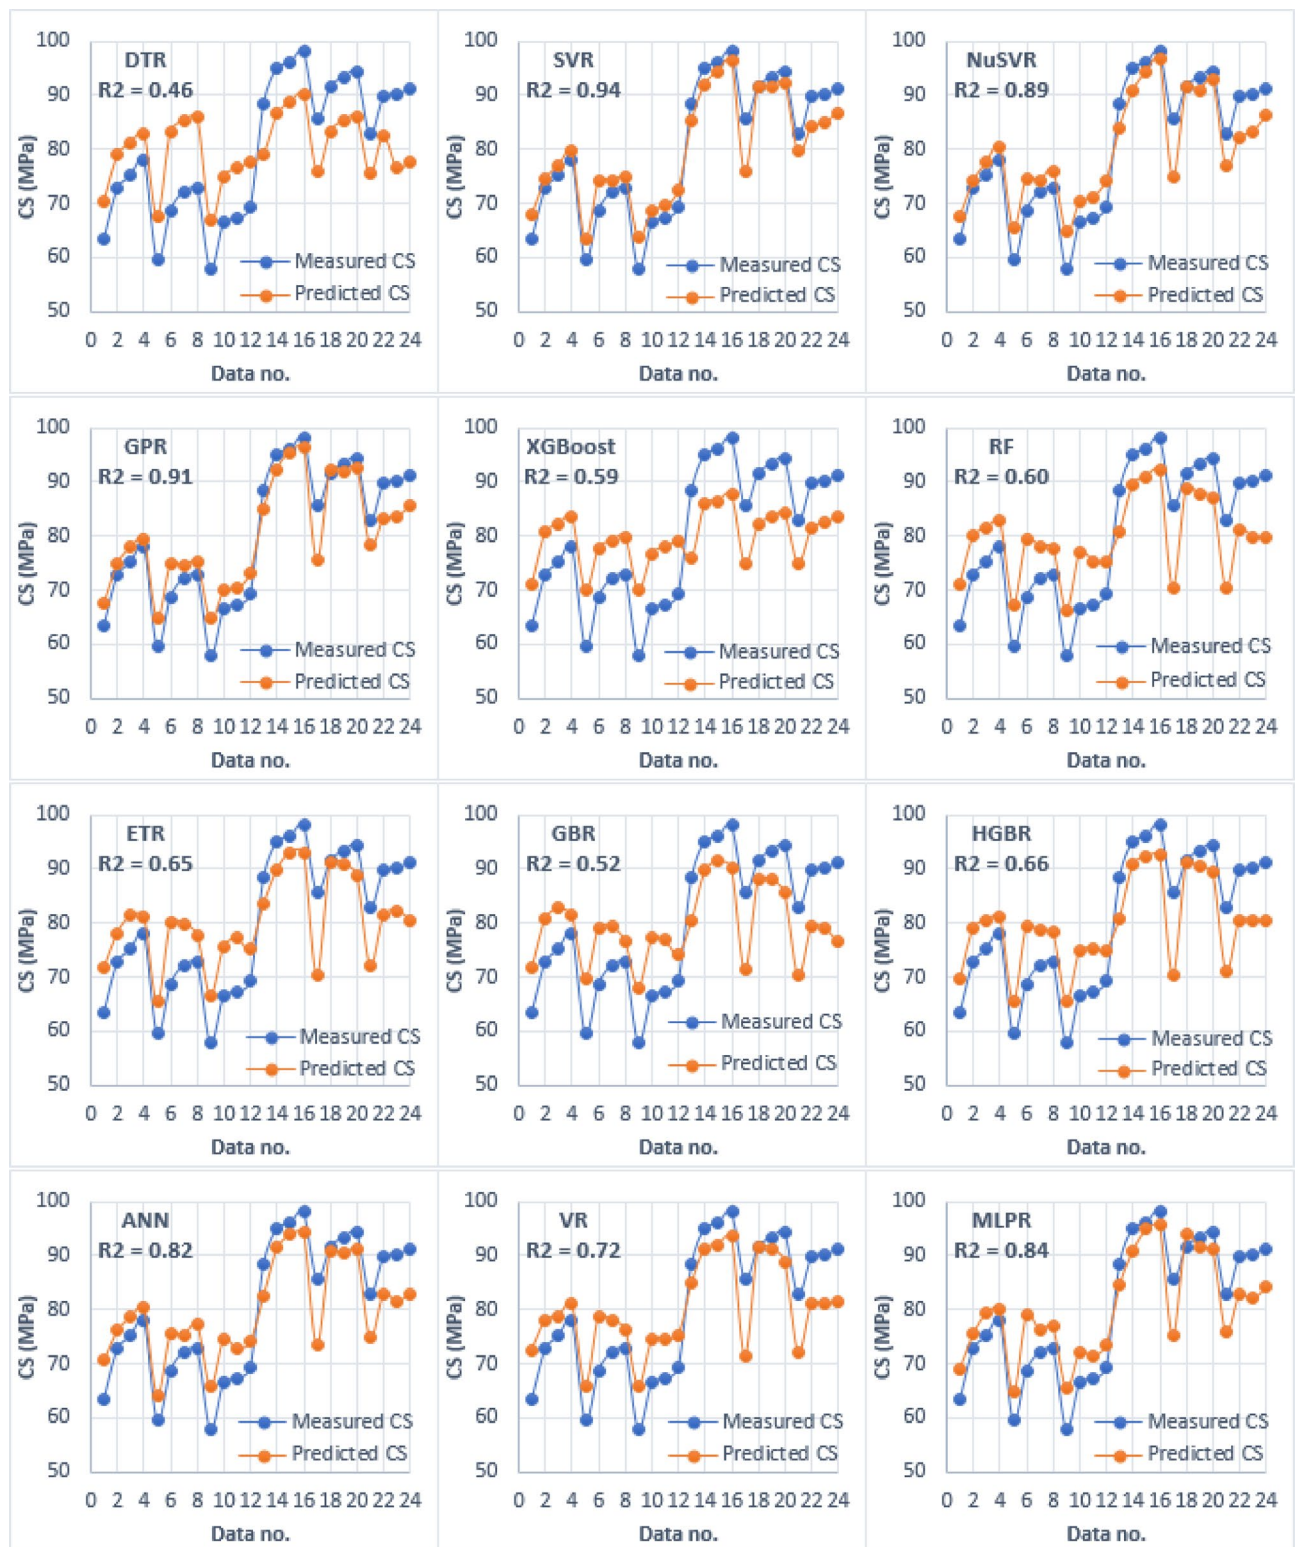 100
90
80
70
60
50
CS (MPa)
DTR
R2 = 0.46
Measured CS
Predicted CS
0 2 4 6 8 10 12 14 16 18 20 22 24
Data no.
100
90
80
70
60
50
CS (MPa)
SVR
R2 = 0.94
Measured CS
Predicted CS
0 2 4 6 8 10 12 14 16 18 20 22 24
Data no.
100
90
80
70
60
50
CS (MPa)
NuSVR
R2 = 0.89
Measured CS
Predicted CS
0 2 4 6 8 10 12 14 16 18 20 22 24
Data no.
100
90
80
70
60
50
CS (MPa)
GPR
R2 = 0.91
Measured CS
Predicted CS
0 2 4 6 8 10 12 14 16 18 20 22 24
Data no.
100
90
80
70
60
50
CS (MPa)
XGBoost
R2 = 0.59
Measured CS
Predicted CS
0 2 4 6 8 10 12 14 16 18 20 22 24
Data no.
100
90
80
70
60
50
CS (MPa)
RF
R2 = 0.60
Measured CS
Predicted CS
0 2 4 6 8 10 12 14 16 18 20 22 24
Data no.
100
90
80
70
60
50
CS (MPa)
ETR
R2 = 0.65
Measured CS
Predicted CS
0 2 4 6 8 10 12 14 16 18 20 22 24
Data no.
100
90
80
70
60
50
CS (MPa)
GBR
R2 = 0.52
Measured CS
Predicted CS
0 2 4 6 8 10 12 14 16 18 20 22 24
Data no.
100
90
80
70
60
50
CS (MPa)
HGBR
R2 = 0.66
Measured CS
Predicted CS
0 2 4 6 8 10 12 14 16 18 20 22 24
Data no.
100
90
80
70
60
50
CS (MPa)
ANN
R2 = 0.82
Measured CS
Predicted CS
0 2 4 6 8 10 12 14 16 18 20 22 24
Data no.
100
90
80
70
60
50
CS (MPa)
VR
R2 = 0.72
Measured CS
Predicted CS
0 2 4 6 8 10 12 14 16 18 20 22 24
Data no.
100
90
80
70
60
50
CS (MPa)
MLPR
R2 = 0.84
Measured CS
Predicted CS
0 2 4 6 8 10 12 14 16 18 20 22 24
Data no.